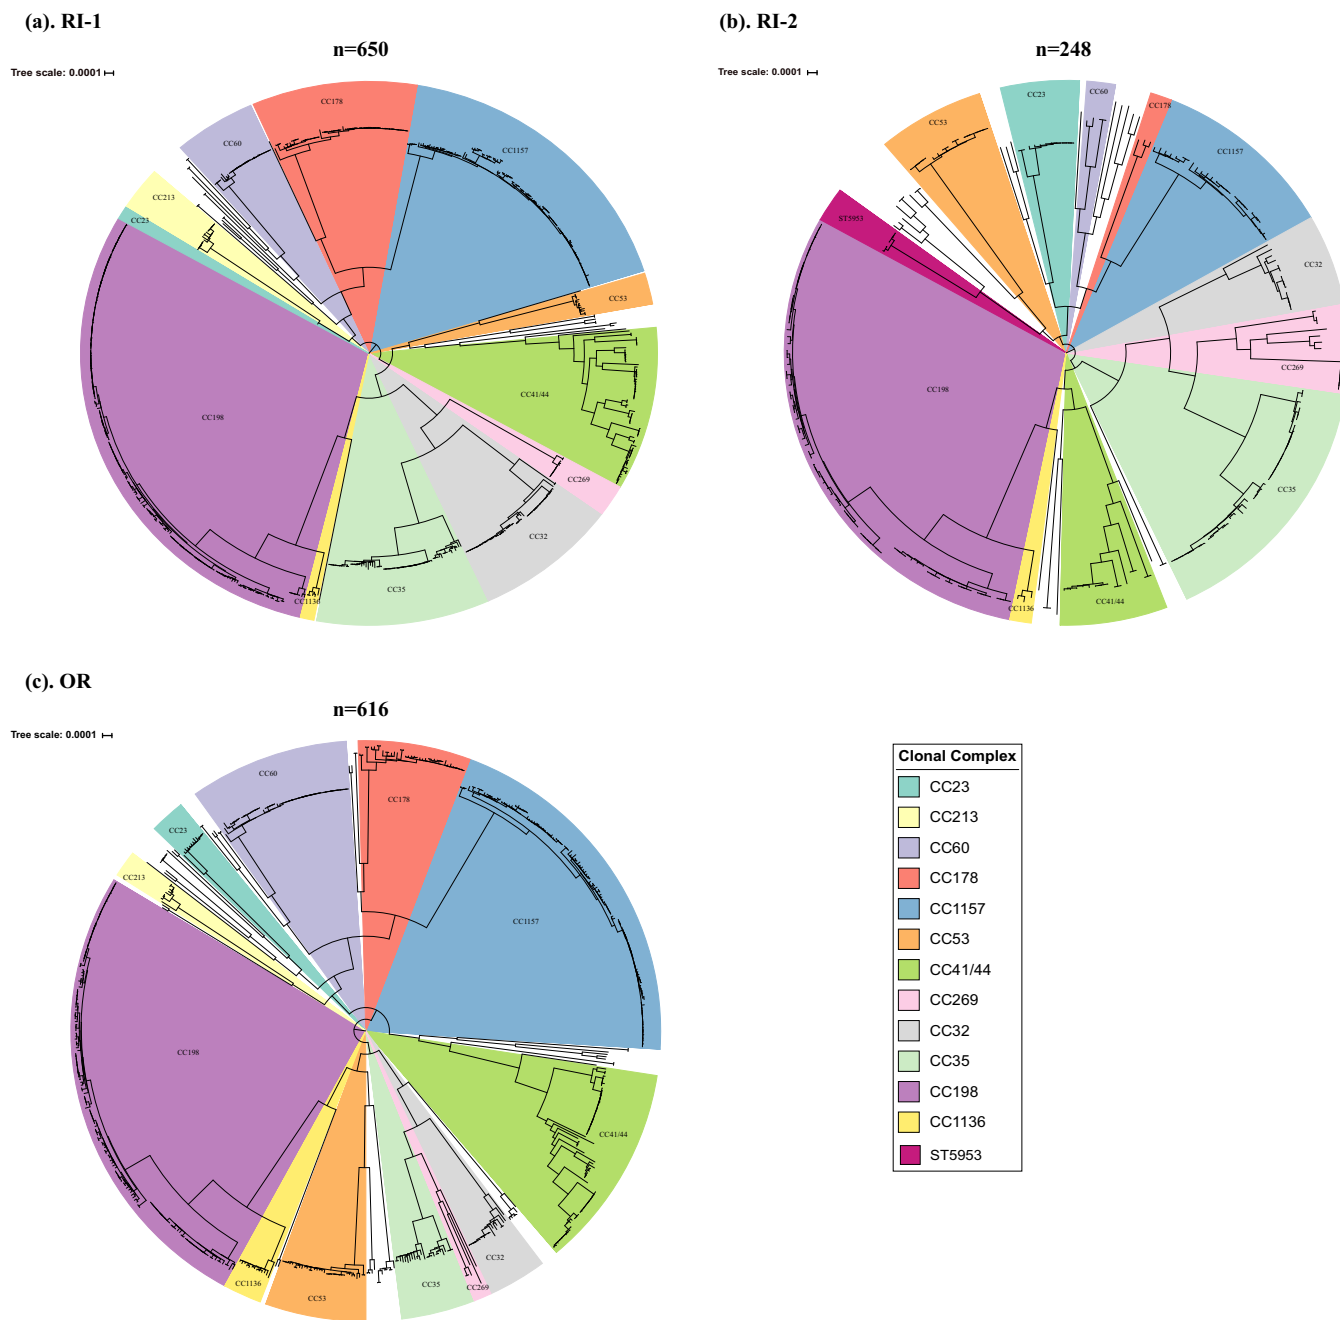 (a). RI-1
n=650
Tree scale: 0.0001
CC178
CC1157
CC60
CC213
CC23
CC53
CC41/44
CC198
CC269
CC32
CC35
CC1136
(b). RI-2
n=248
Tree scale: 0.0001
CC23
CC60
CC178
CC53
CC1157
ST5953
CC32
CC269
CC198
CC35
CC41/44
CC1136
(c). OR
n=616
Tree scale: 0.0001
CC60
CC178
CC23
CC213
CC1157
CC198
CC41/44
CC32
CC35
CC269
CC1136
CC53
Clonal Complex
CC23
CC213
CC60
CC178
CC1157
CC53
CC41/44
CC269
CC32
CC35
CC198
CC1136
ST5953